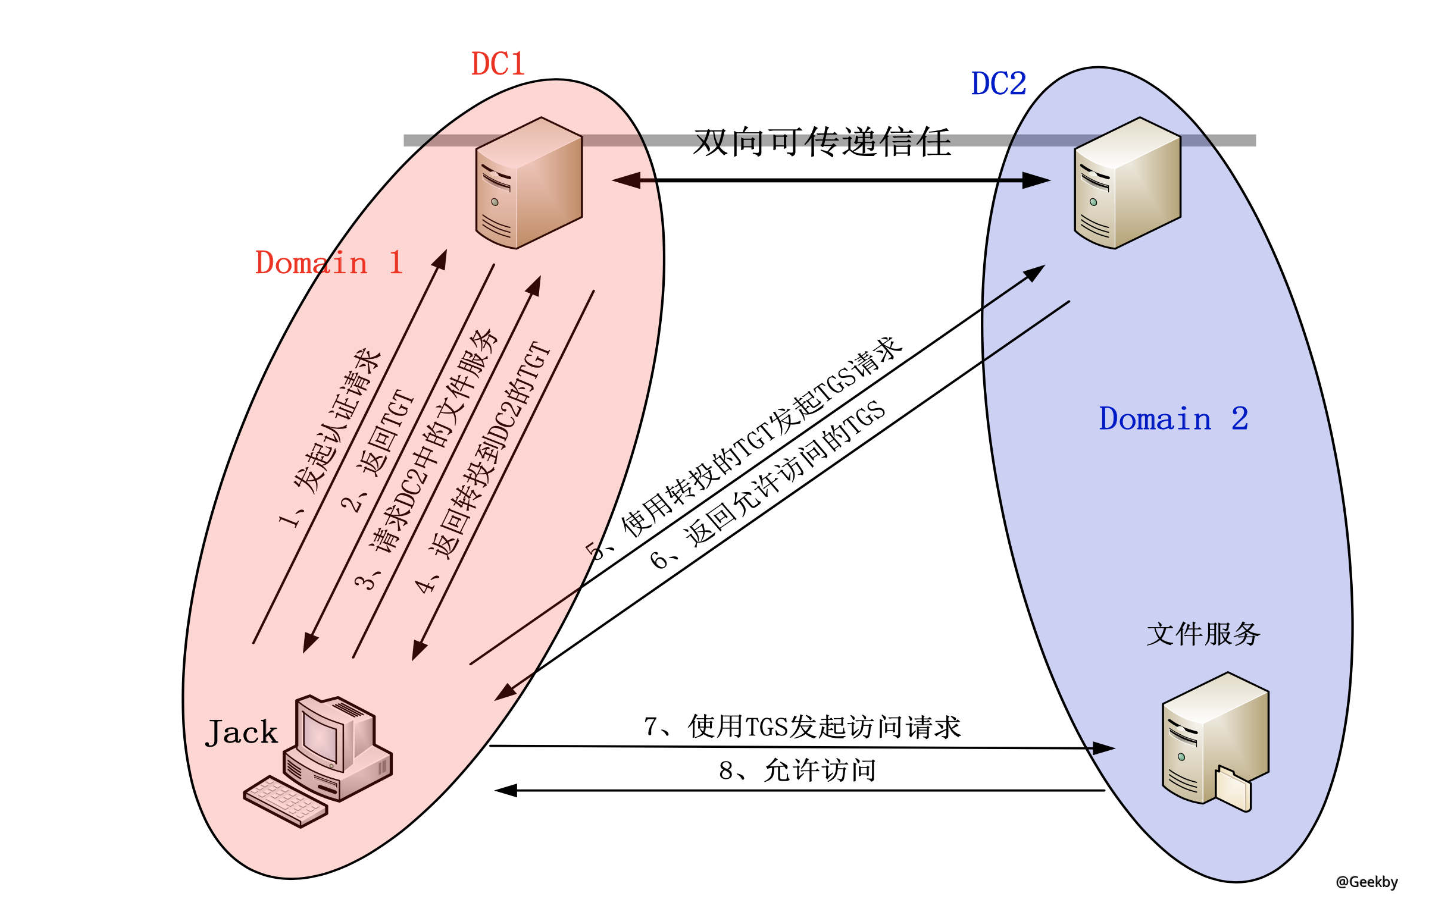 DC1
DC2
双向可传递信任
Domain 1
1、发起认证请求
2、返回TGT
3、请求DC2中的文件服务
4、返回转投到DC2的TGT
5、使用转投的TGT发起TGS请求
6、返回允许访问的TGS
Domain 2
文件服务
Jack
7、使用TGS发起访问请求
8、允许访问
@Geekby